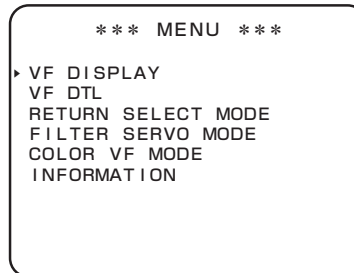 *** MENU ***
▸ VF DISPLAY
VF DTL
RETURN SELECT MODE
FILTER SERVO MODE
COLOR VF MODE
INFORMATION